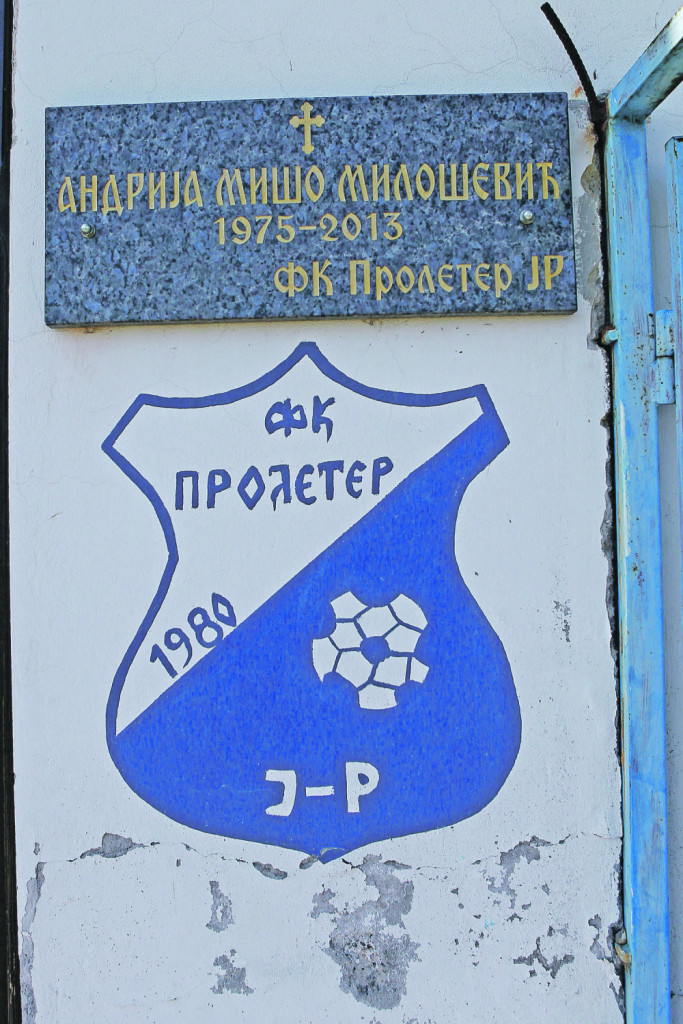 АНДРИЈА МИШО МИЛОШЕВИЋ
1975-2013
ФК Пролетер ЈР
ФК
ПРОЛЕТЕР
1980
Ј-Р